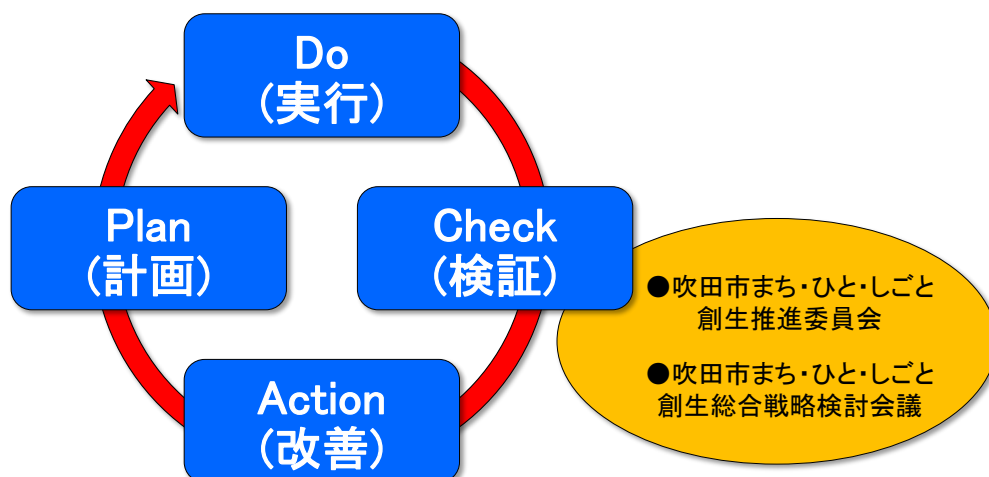 Do
(実行)
Plan
(計画)
Check
(検証)
Action
(改善)
●吹田市まち・ひと・しごと
創生推進委員会
●吹田市まち・ひと・しごと
創生総合戦略検討会議